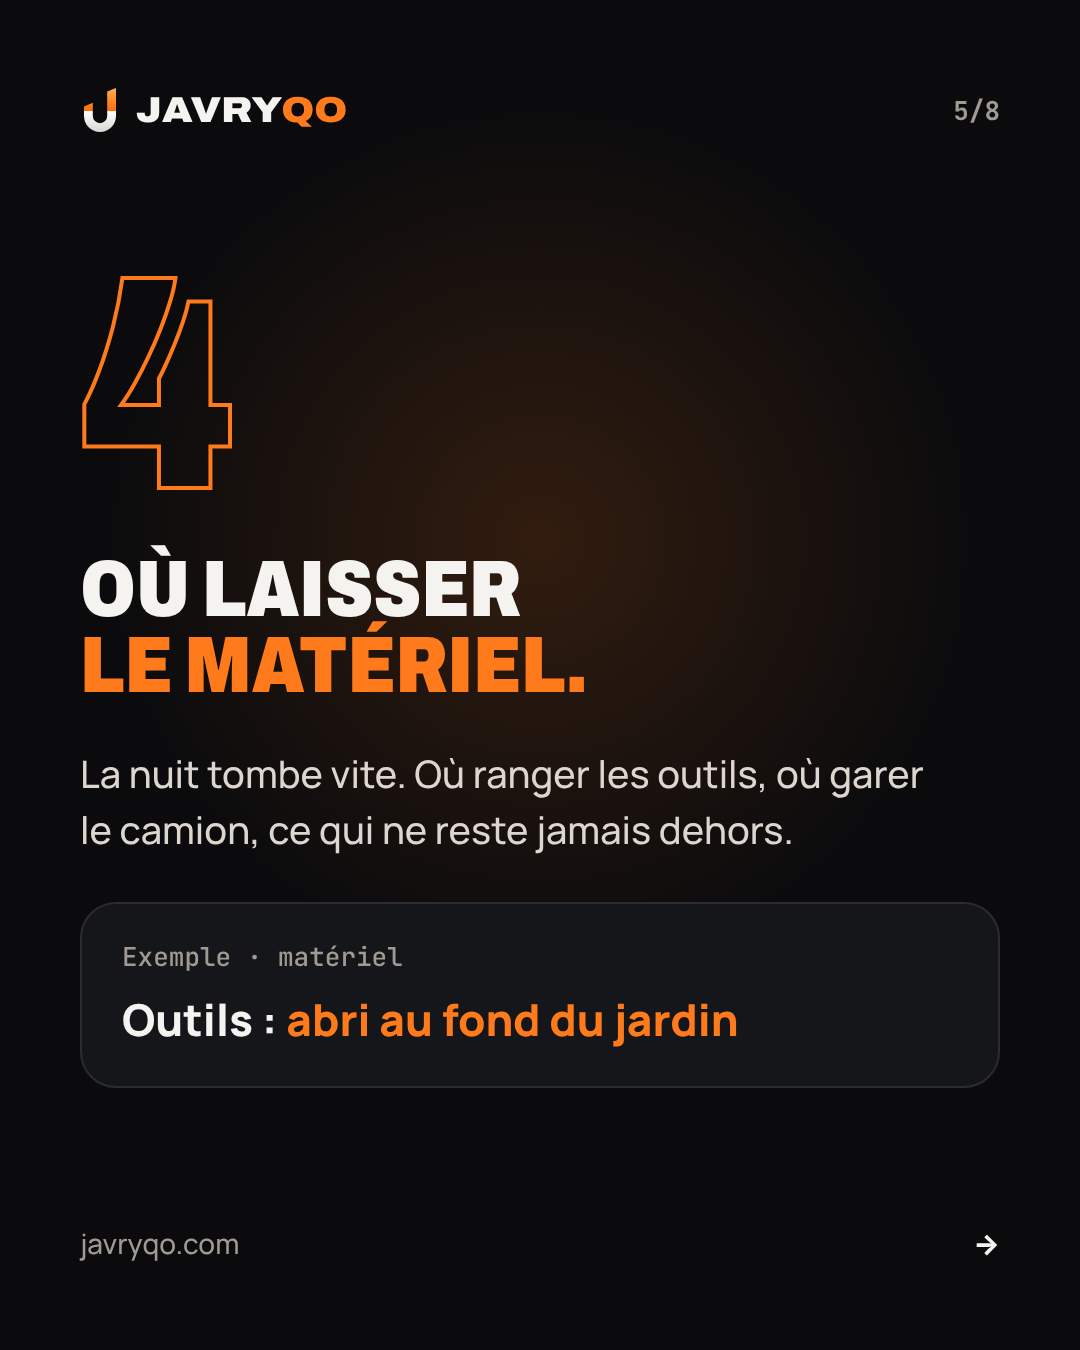 JAVRYQO
5/8
4
OÙ LAISSER
LE MATÉRIEL.
La nuit tombe vite. Où ranger les outils, où garer
le camion, ce qui ne reste jamais dehors.
Exemple · matériel
Outils : abri au fond du jardin
javryqo.com
→